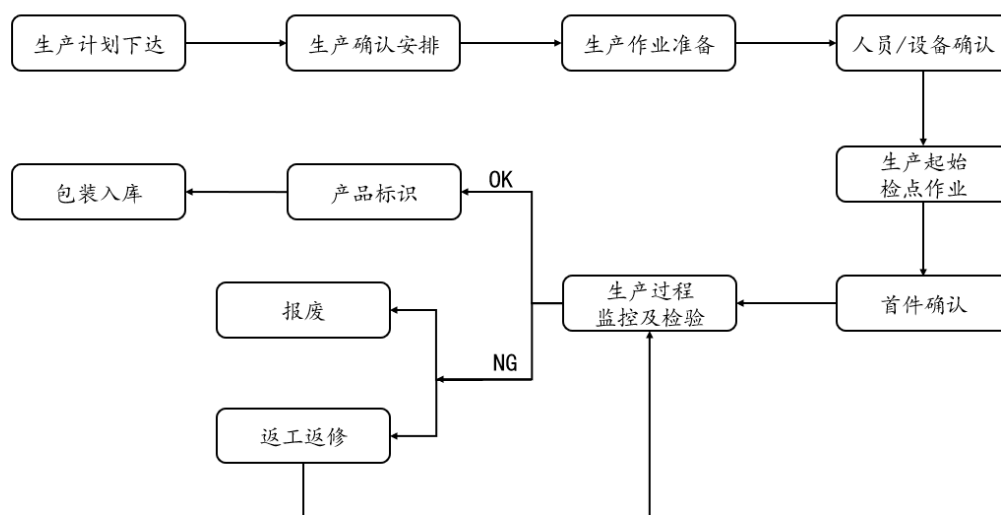 生产计划下达
生产确认安排
生产作业准备
人员/设备确认
生产起始
检点作业
包装入库
产品标识
OK
首件确认
生产过程
监控及检验
报废
NG
返工返修